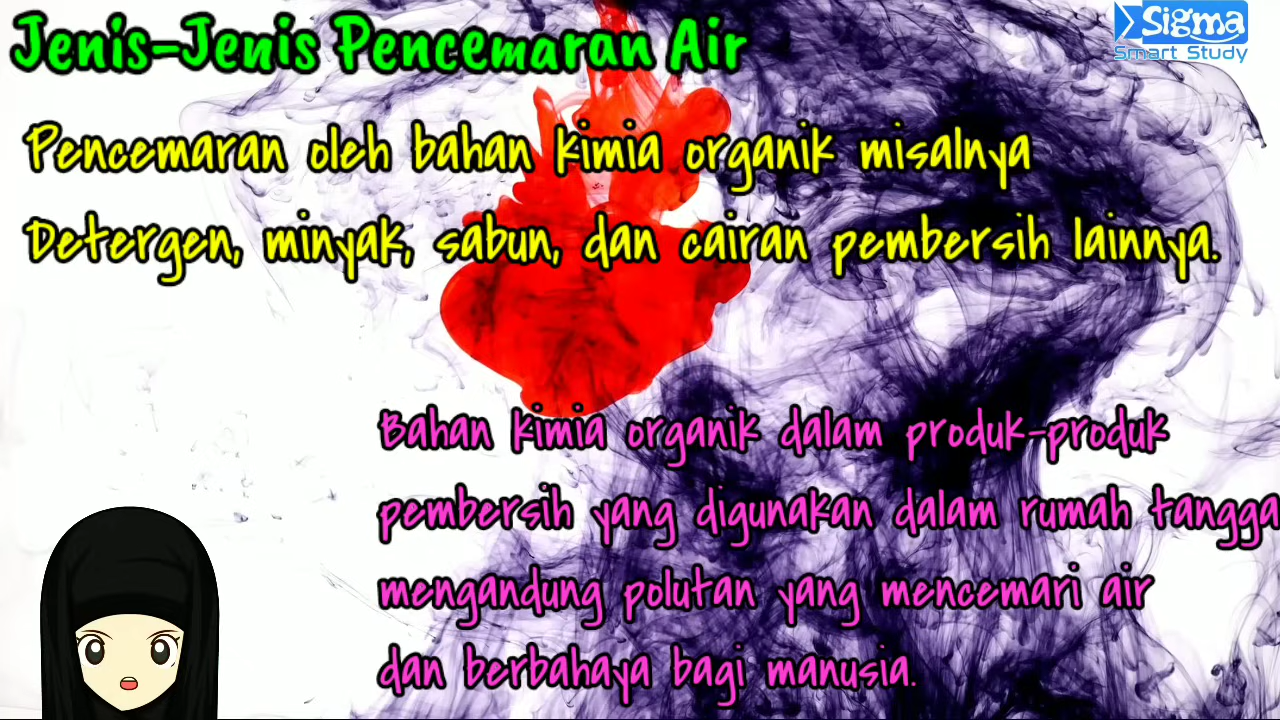 Jenis-Jenis Pencemaran Air
Sigma
Smart Study
Pencemaran oleh bahan kimia organik misalnya
Detergen, minyak, sabun, dan cairan pembersih lainnya.
Bahan kimia organik dalam produk-produk
pembersih yang digunakan dalam rumah tangga
mengandung polutan yang mencemari air
dan berbahaya bagi manusia.